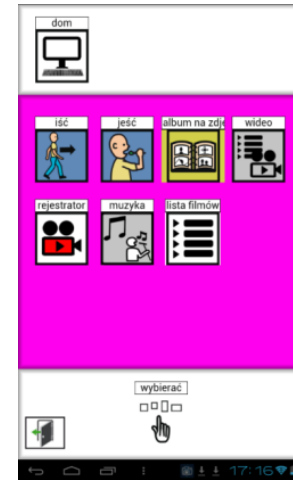 dom
iść jeść album na zdję wideo
rejestrator muzyka lista filmów
wybierać
17:16